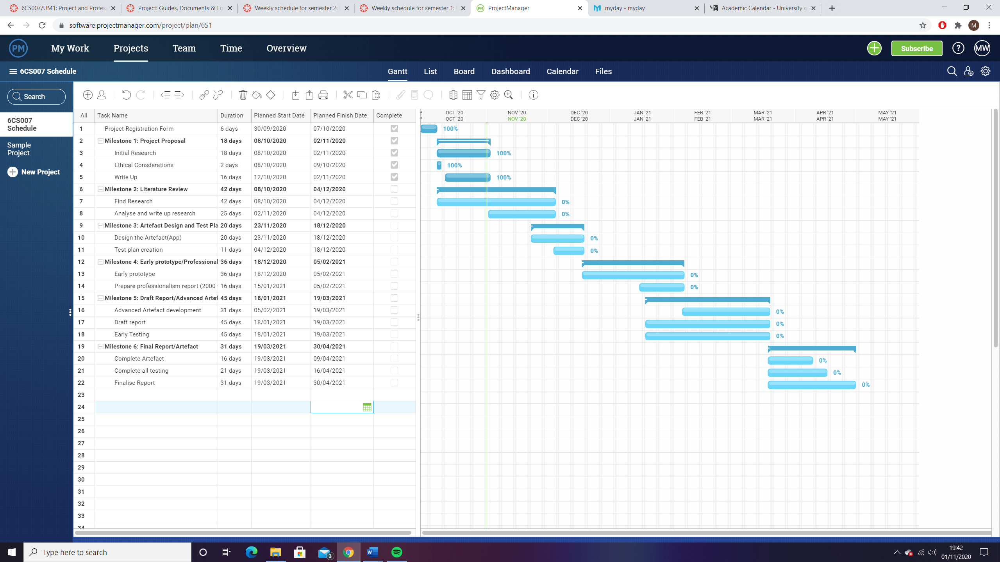 6CS007/UM1: Project and Profess
Project: Guides, Documents & Fo
Weekly schedule for semester 2:
Weekly schedule for semester 1:
ProjectManager
myday - myday
Academic Calendar - University o
software.projectmanager.com/project/plan/6S1
M
PM
My Work
Projects
Team
Time
Overview
Subscribe
?
MW
6CS007 Schedule
Gantt
List
Board
Dashboard
Calendar
Files
Search
6CS007
Schedule
Sample
Project
New Project
All Task Name Duration Planned Start Date Planned Finish Date Complete
OCT '20 NOV '20 DEC '20 JAN '21 FEB '21 MAR '21 APR '21 MAY '21
OCT '20 NOV '20 DEC '20 JAN '21 FEB '21 MAR '21 APR '21 MAY '21
1 Project Registration Form 6 days 30/09/2020 07/10/2020 100%
2 Milestone 1: Project Proposal 18 days 08/10/2020 02/11/2020
3 Initial Research 18 days 08/10/2020 02/11/2020 100%
4 Ethical Consderations 2 days 08/10/2020 09/10/2020 100%
5 Write Up 16 days 12/10/2020 02/11/2020 100%
6 Milestone 2: Literature Review 42 days 08/10/2020 04/12/2020
7 Find Research 42 days 08/10/2020 04/12/2020 0%
8 Analyse and write up research 25 days 02/11/2020 04/12/2020 0%
9 Milestone 3: Artefact Design and Test Pla 20 days 23/11/2020 18/12/2020
10 Design the Artefact(App) 20 days 23/11/2020 18/12/2020 0%
11 Test plan creation 11 days 04/12/2020 18/12/2020 0%
12 Milestone 4: Early prototype/Professional 36 days 18/12/2020 05/02/2021
13 Early prototype 36 days 18/12/2020 05/02/2021 0%
14 Prepare professionalism report (2000 16 days 15/01/2021 05/02/2021 0%
15 Milestone 5: Draft Report/Advanced Artef 45 days 18/01/2021 19/03/2021
16 Advanced Artefact development 31 days 05/02/2021 19/03/2021 0%
17 Draft report 45 days 18/01/2021 19/03/2021 0%
18 Early Testing 45 days 18/01/2021 19/03/2021 0%
19 Milestone 6: Final Report/Artefact 31 days 19/03/2021 30/04/2021
20 Complete Artefact 16 days 19/03/2021 09/04/2021 0%
21 Complete all testing 21 days 19/03/2021 16/04/2021 0%
22 Finalise Report 31 days 19/03/2021 30/04/2021 0%
23
24
25
26
27
28
29
30
31
32
33
34
Type here to search
3
19:42
01/11/2020